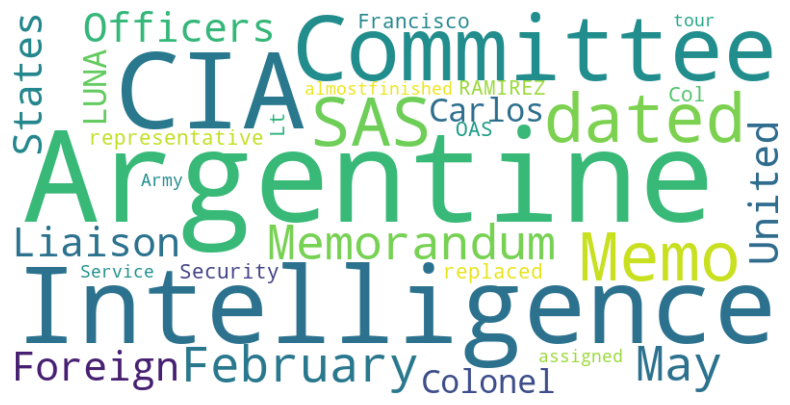 Francisco
tour
Officers
Committee
States
CIA
LUNA
almostfinished
RAMIREZ
Col
SAS
Carlos
dated
Lt
OAS
representative
Argentine
Army
United
Liaison
Memorandum
Memo
Service
Security
replaced
Intelligence
Foreign
February
assigned
May
Colonel